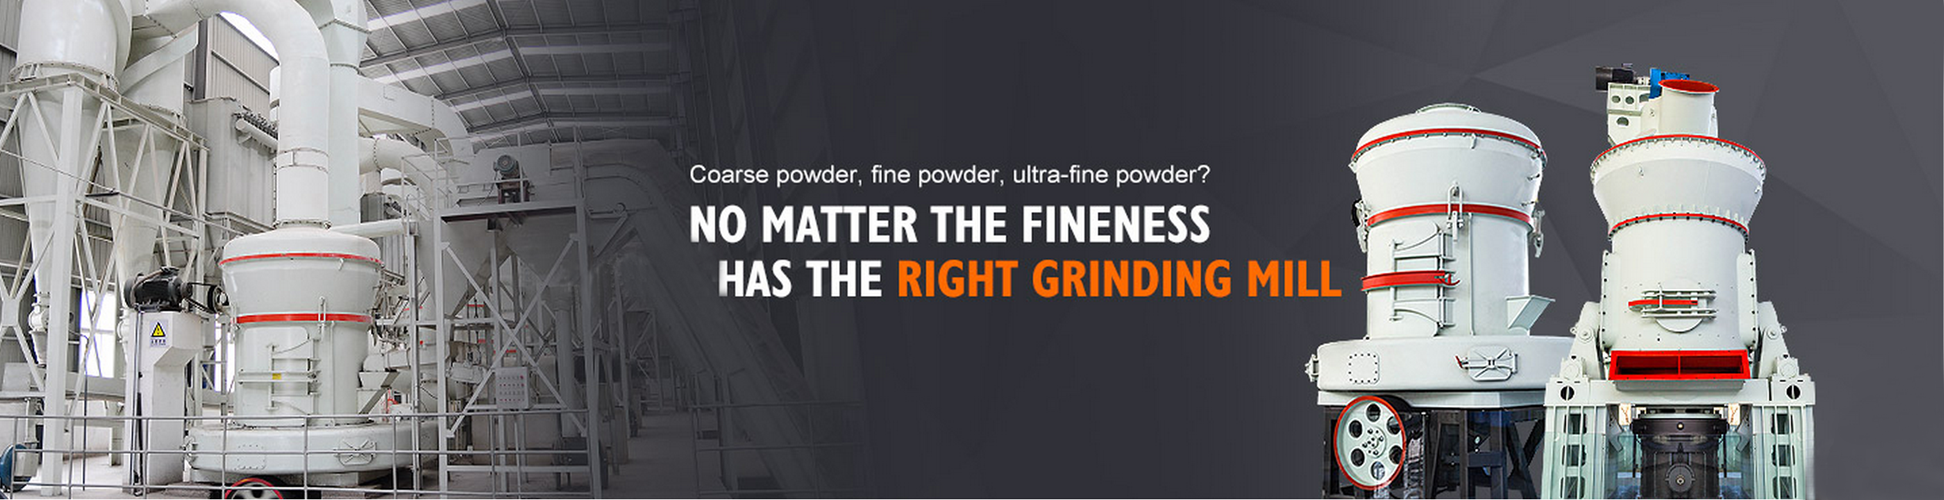 Coarse powder, fine powder, ultra-fine powder?
NO MATTER THE FINENESS
HAS THE RIGHT GRINDING MILL